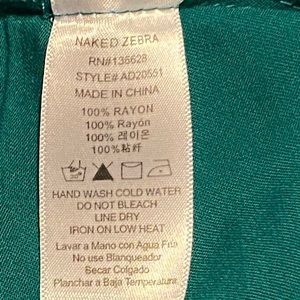 NAKED ZEBRA
RN#136628
STYLE# AD20551
MADE IN CHINA
100% RAYON
100% Rayón
100% 레이온
100%粘纤
30°
HAND WASH COLD WATER
DO NOT BLEACH
LINE DRY
IRON ON LOW HEAT
Lavar a Mano con Agua Fria
No use Blanqueador
Secar Colgado
Planchar a Baja Temperatura